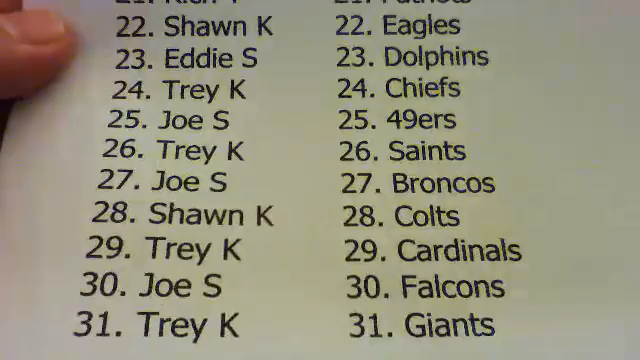 22. Shawn K 22. Eagles
23. Eddie S 23. Dolphins
24. Trey K 24. Chiefs
25. Joe S 25. 49ers
26. Trey K 26. Saints
27. Joe S 27. Broncos
28. Shawn K 28. Colts
29. Trey K 29. Cardinals
30. Joe S 30. Falcons
31. Trey K 31. Giants